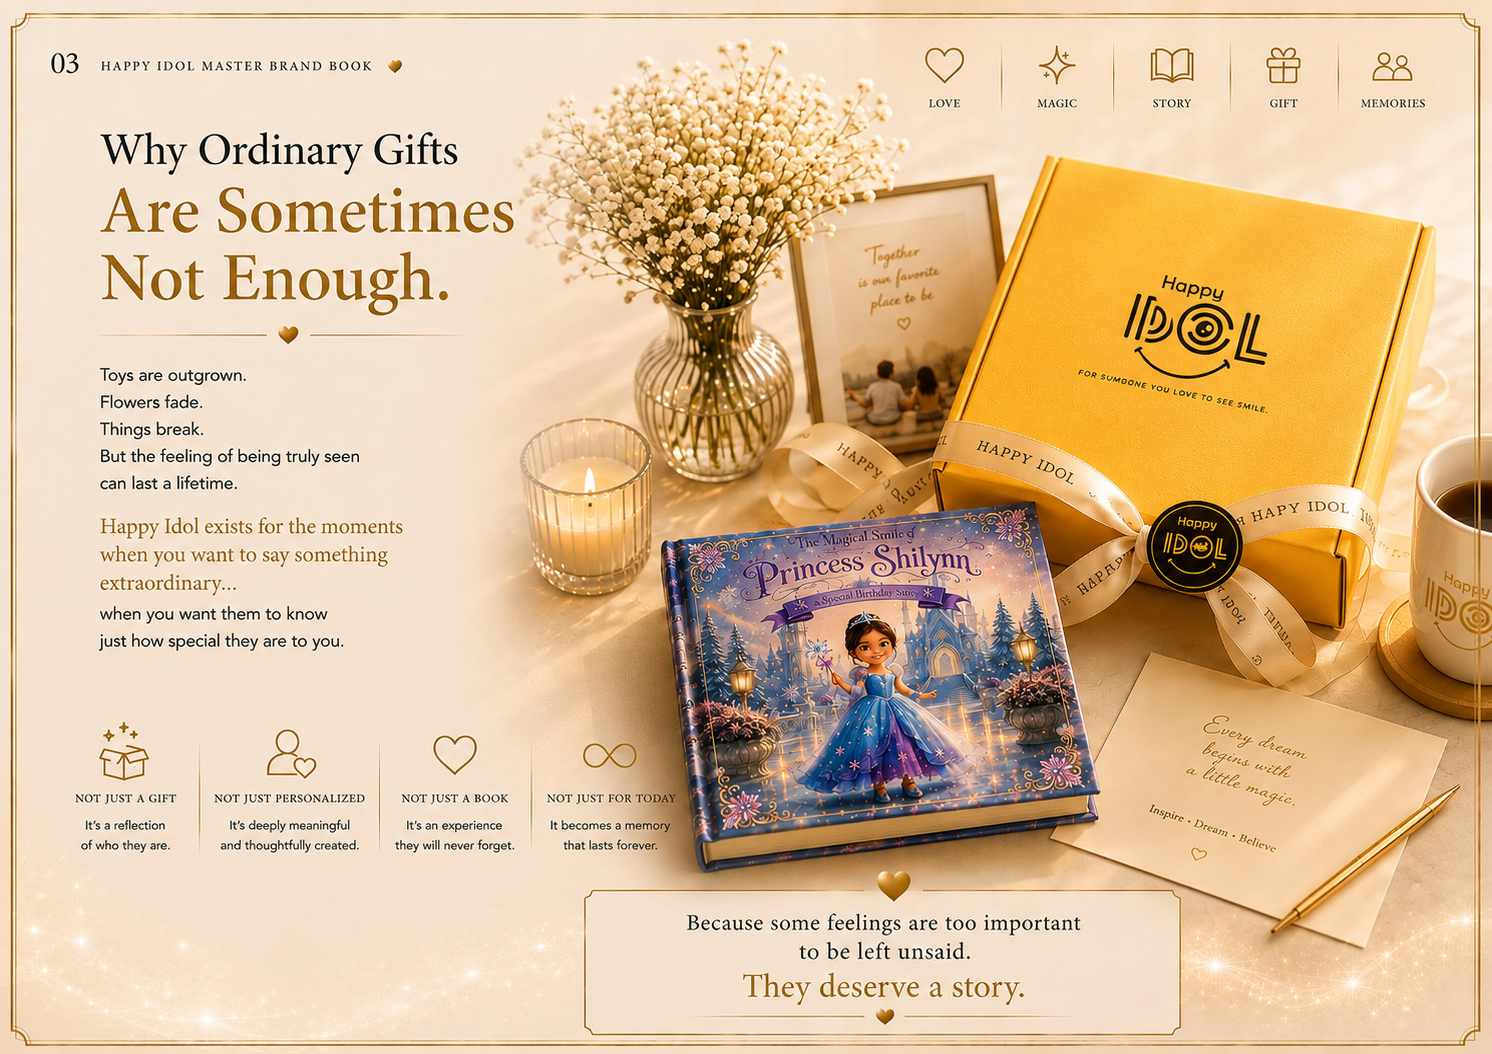 03 HAPPY IDOL MASTER BRAND BOOK
LOVE
MAGIC
STORY
GIFT
MEMORIES
Why Ordinary Gifts
Are Sometimes
Not Enough.
Toys are outgrown.
Flowers fade.
Things break.
But the feeling of being truly seen
can last a lifetime.
Happy Idol exists for the moments
when you want to say something
extraordinary...
when you want them to know
just how special they are to you.
NOT JUST A GIFT
It's a reflection
of who they are.
NOT JUST PERSONALIZED
It's deeply meaningful
and thoughtfully created.
NOT JUST A BOOK
It's an experience
they will never forget.
NOT JUST FOR TODAY
It becomes a memory
that lasts forever.
Together
is our favorite
place to be
Happy
IDOL
FOR SUMOONE YOU LOVE TO SEE SMILE.
HAPPY IDOL
HAPPY
Happy
IDOL
HAPY IDOL
The Magical Smile of
Princess Shilynn
a Special Birthday Story
Happy
IDOL
Every dream
begins with
a little magic.
Inspire • Dream • Believe
Because some feelings are too important
to be left unsaid.
They deserve a story.